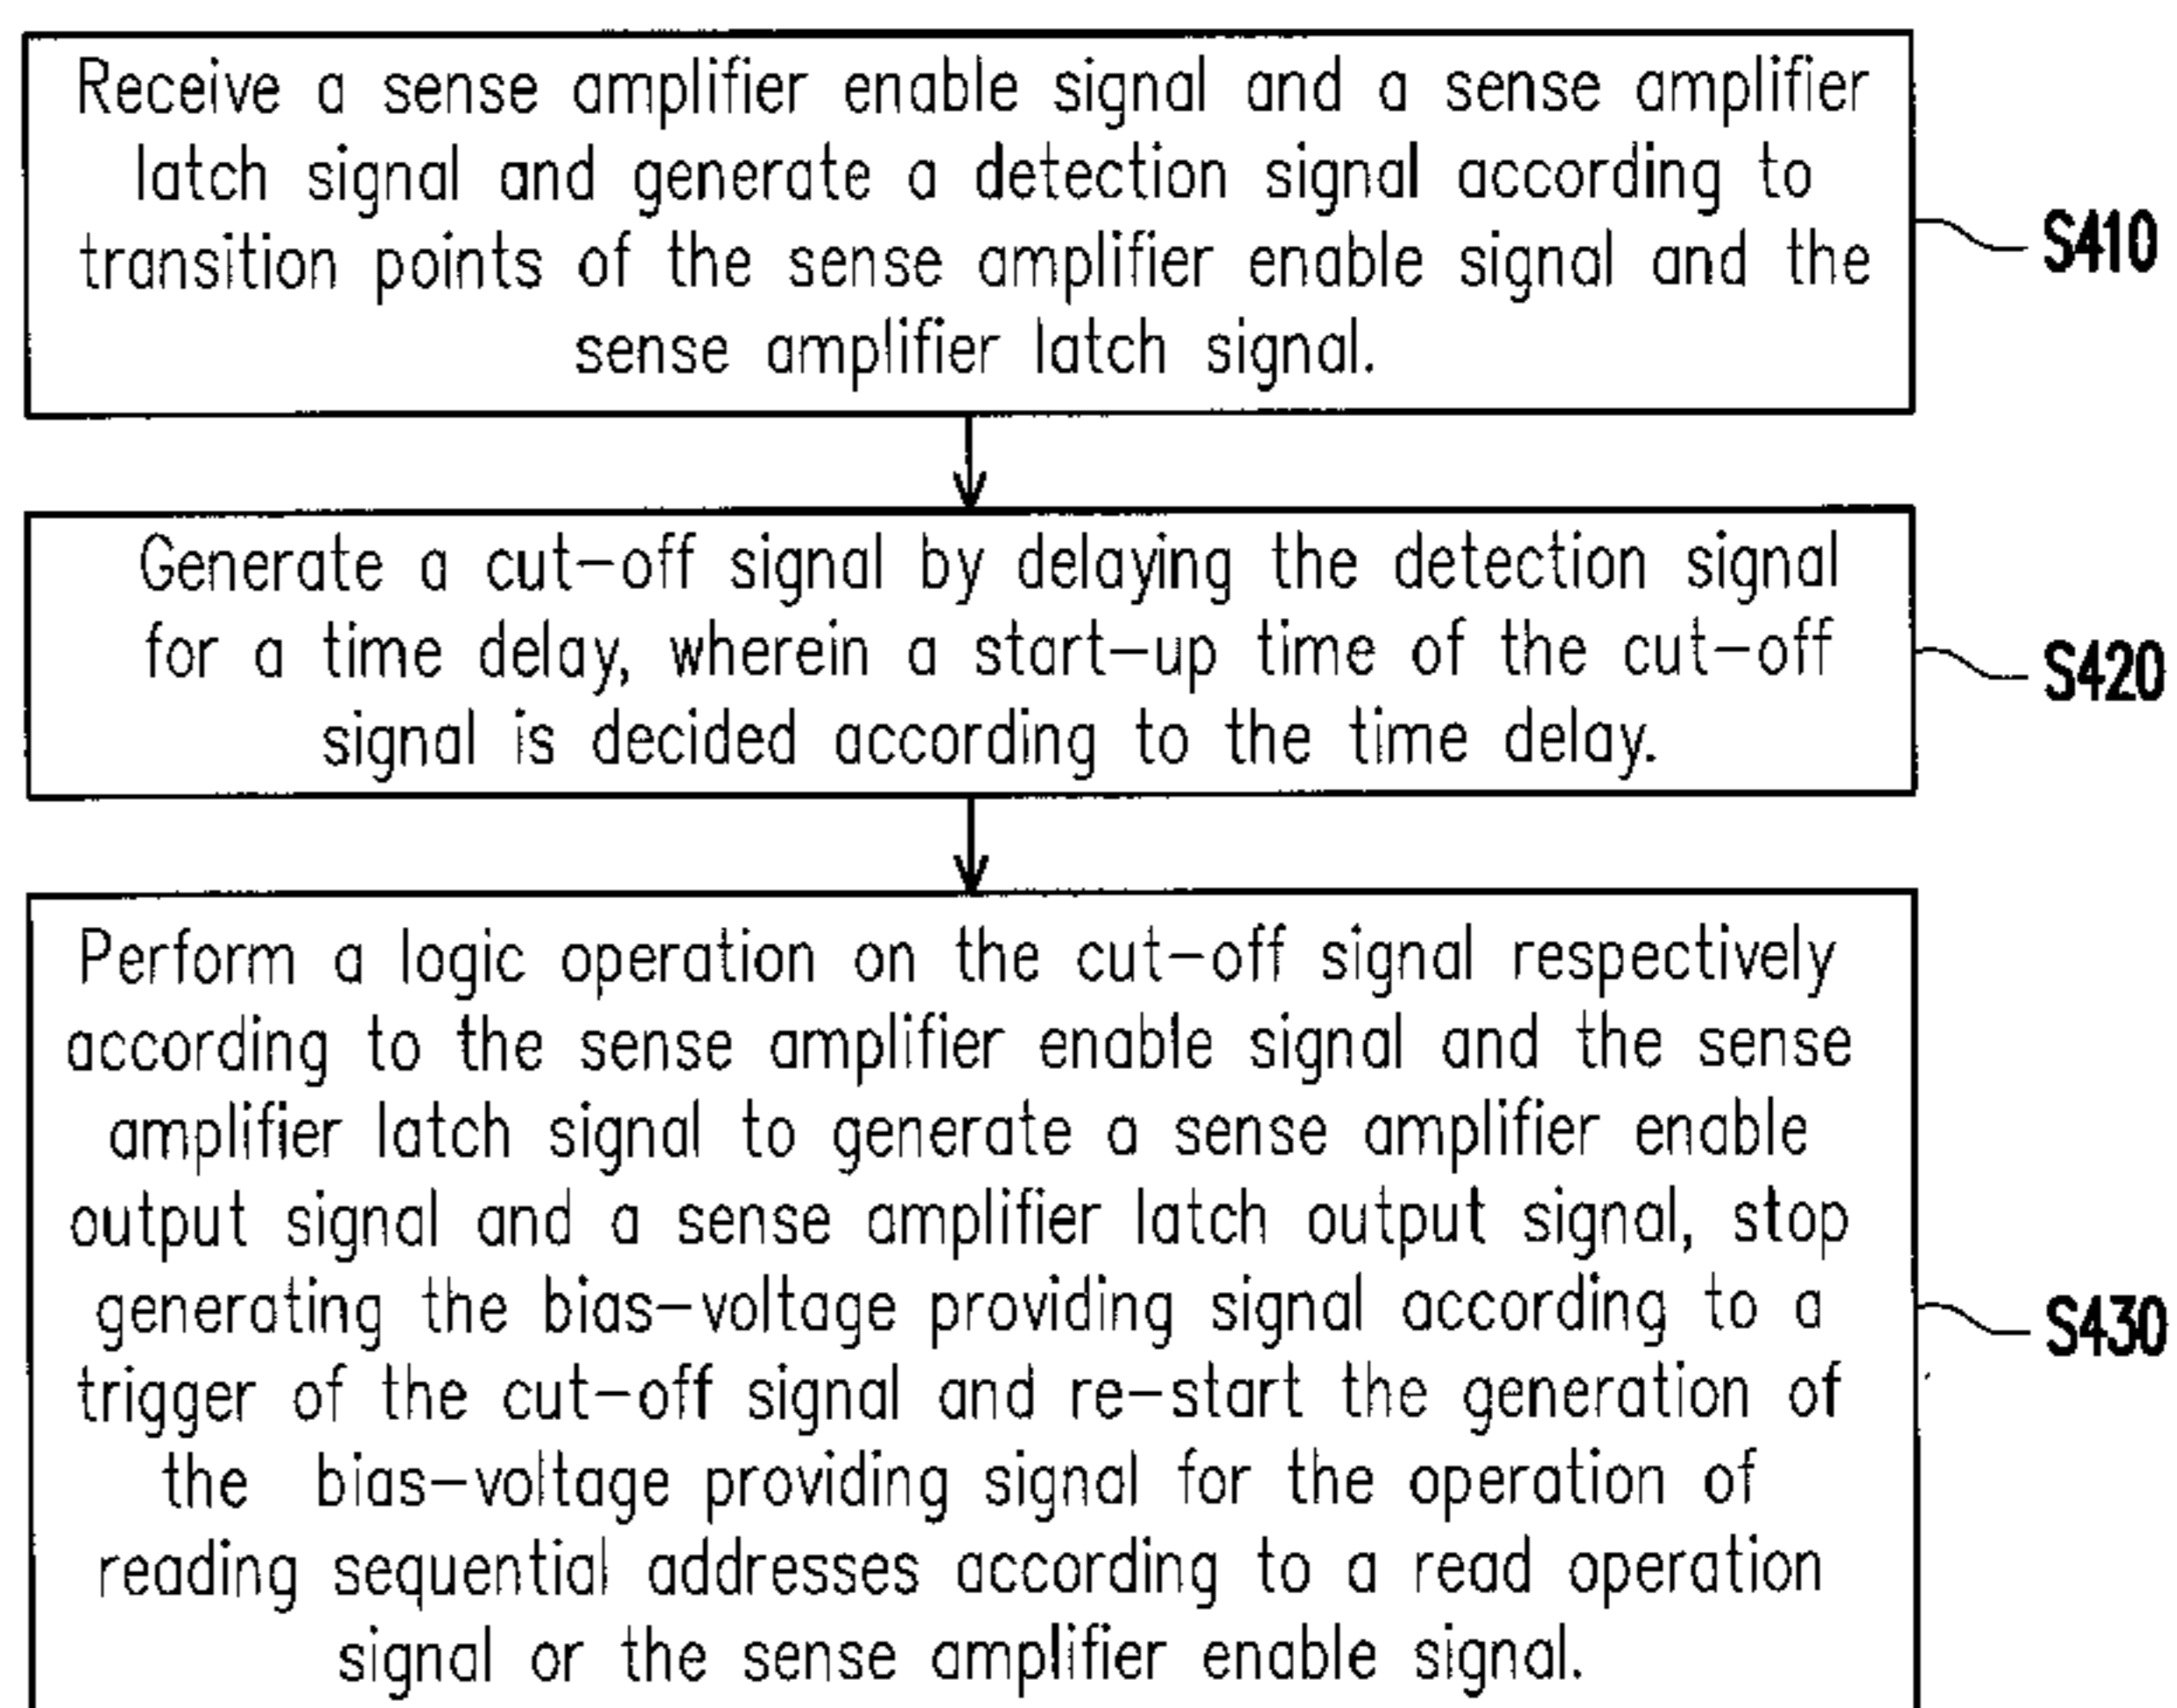 Receive a sense amplifier enable signal and a sense amplifier
latch signal and generate a detection signal according to
transition points of the sense amplifier enable signal and the
sense amplifier latch signal.
S410
Generate a cut-off signal by delaying the detection signal
for a time delay, wherein a start-up time of the cut-off
signal is decided according to the time delay.
S420
Perform a logic operation on the cut-off signal respectively
according to the sense amplifier enable signal and the sense
amplifier latch signal to generate a sense amplifier enable
output signal and a sense amplifier latch output signal, stop
generating the bias-voltage providing signal according to a
trigger of the cut-off signal and re-start the generation of
the bias-voltage providing signal for the operation of
reading sequential addresses according to a read operation
signal or the sense amplifier enable signal.
S430